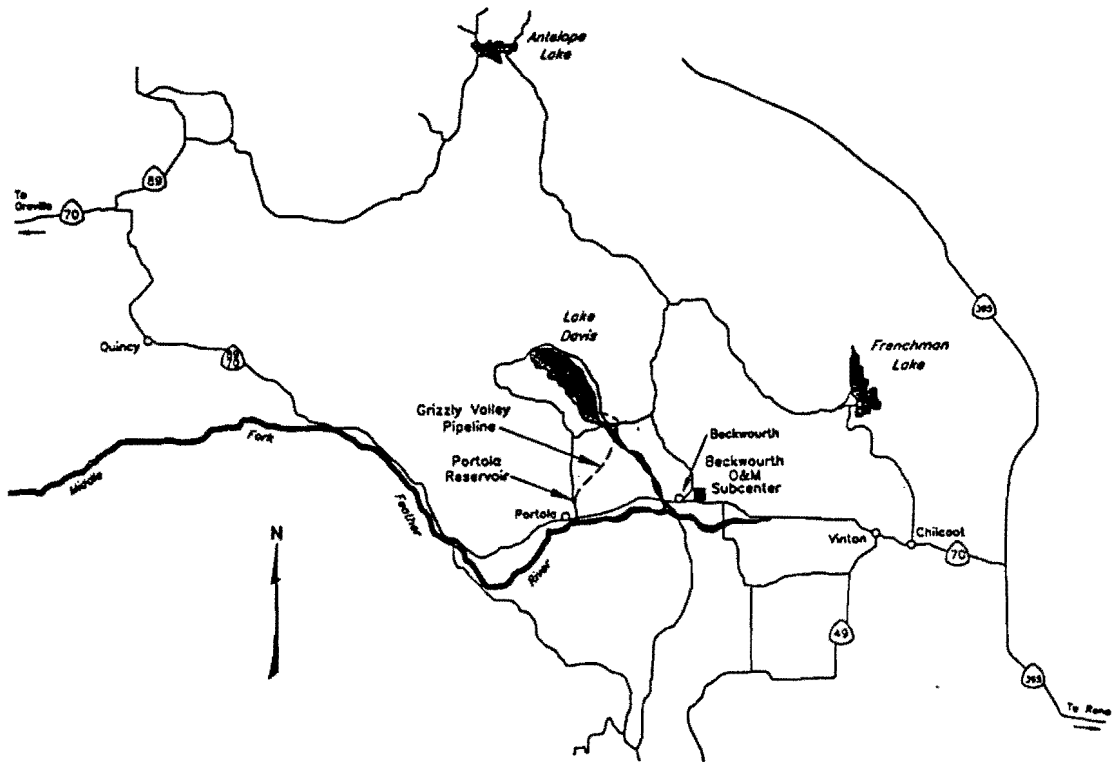 Antelope
Lake
89
To
Oroville
70
395
Lake
Davis
Quincy
89
70
Frenchman
Lake
Grizzly Valley
Pipeline
Beckwourth
Fork
Portola
Reservoir
Beckwourth
O&M
Subcenter
Middle
Feather
Portola
N
Vinton
Chilcoot
70
River
49
395
To Reno